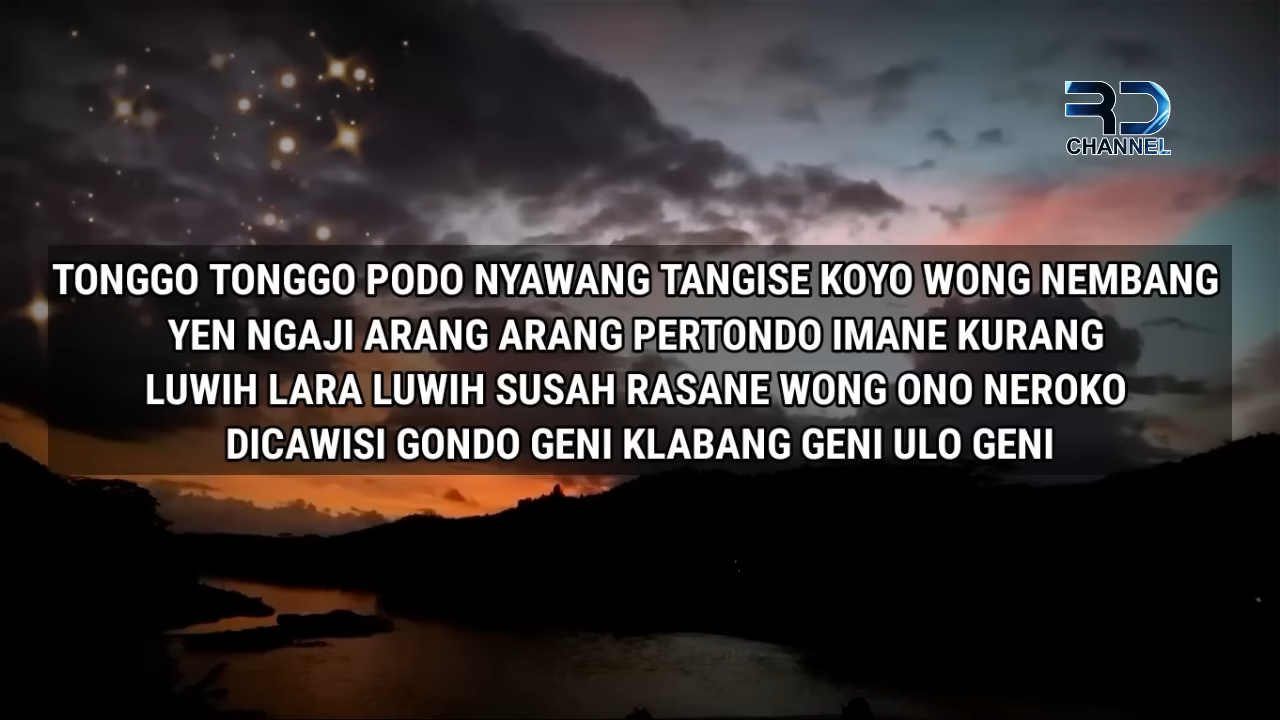 RD
CHANNEL
TONGGO TONGGO PODO NYAWANG TANGISE KOYO WONG NEMBANG
YEN NGAJI ARANG ARANG PERTONDO IMANE KURANG
LUWIH LARA LUWIH SUSAH RASANE WONG ONO NEROKO
DICAWISI GONDO GENI KLABANG GENI ULO GENI